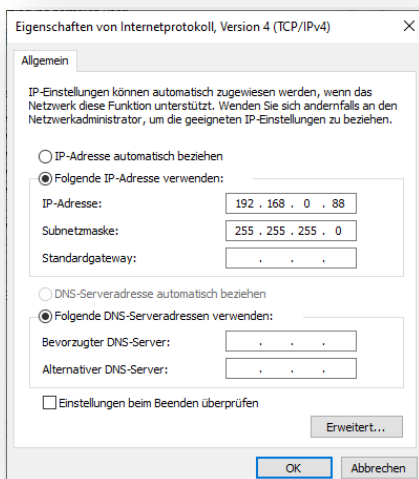 Eigenschaften von Internetprotokoll, Version 4 (TCP/IPv4)
Allgemein
IP-Einstellungen können automatisch zugewiesen werden, wenn das
Netzwerk diese Funktion unterstützt. Wenden Sie sich andernfalls an den
Netzwerkadministrator, um die geeigneten IP-Einstellungen zu beziehen.
IP-Adresse automatisch beziehen
Folgende IP-Adresse verwenden:
IP-Adresse: 192 . 168 . 0 . 88
Subnetzmaske: 255 . 255 . 255 . 0
Standardgateway: . . .
DNS-Serveradresse automatisch beziehen
Folgende DNS-Serveradressen verwenden:
Bevorzugter DNS-Server: . . .
Alternativer DNS-Server: . . .
Einstellungen beim Beenden überprüfen
Erweitert...
OK Abbrechen